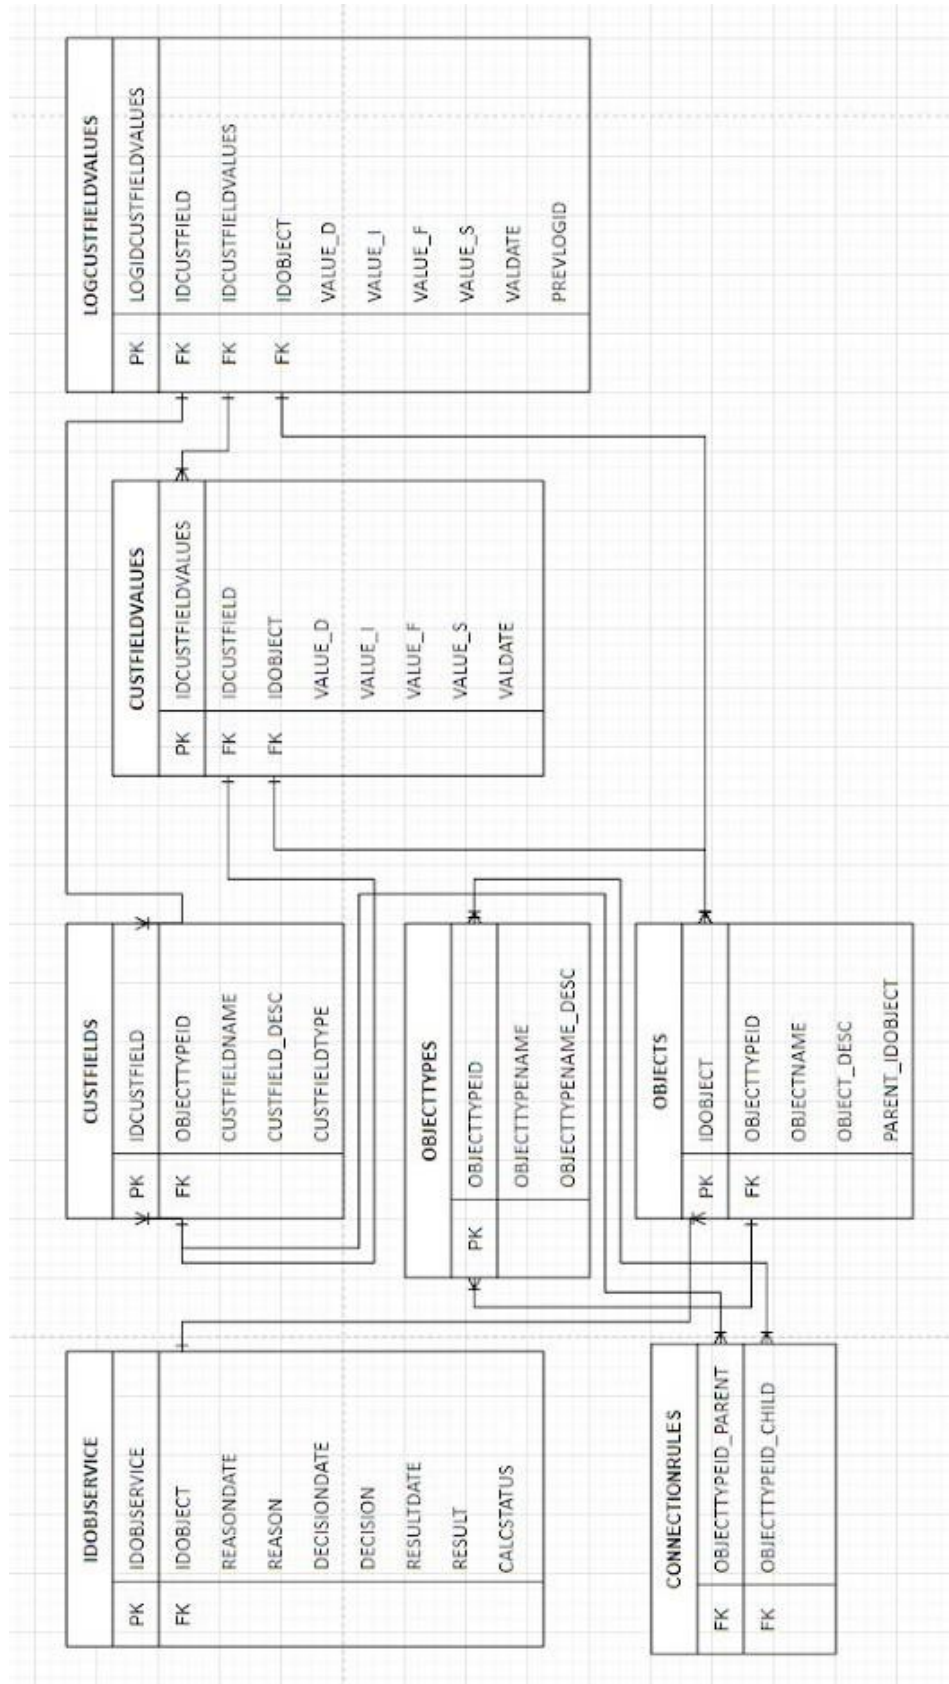 IDOBJSERVICE
PK IDOBJSERVICE
FK IDOBJECT
REASONDATE
REASON
DECISIONDATE
DECISION
RESULTDATE
RESULT
CALCSTATUS
CONNECTIONRULES
FK OBJECTTYPEID_PARENT
FK OBJECTTYPEID_CHILD
CUSTFIELDS
PK IDCUSTFIELD
FK OBJECTTYPEID
CUSTFIELDNAME
CUSTFIELD_DESC
CUSTFIELDTYPE
OBJECTTYPES
PK OBJECTTYPEID
OBJECTTYPENAME
OBJECTTYPENAME_DESC
OBJECTS
PK IDOBJECT
FK OBJECTTYPEID
OBJECTNAME
OBJECT_DESC
PARENT_IDOBJECT
CUSTFIELDVALUES
PK IDCUSTFIELDVALUES
FK IDCUSTFIELD
FK IDOBJECT
VALUE_D
VALUE_I
VALUE_F
VALUE_S
VALDATE
LOGCUSTFIELDVALUES
PK LOGIDCUSTFIELDVALUES
FK IDCUSTFIELD
FK IDCUSTFIELDVALUES
FK IDOBJECT
VALUE_D
VALUE_I
VALUE_F
VALUE_S
VALDATE
PREVLOGID